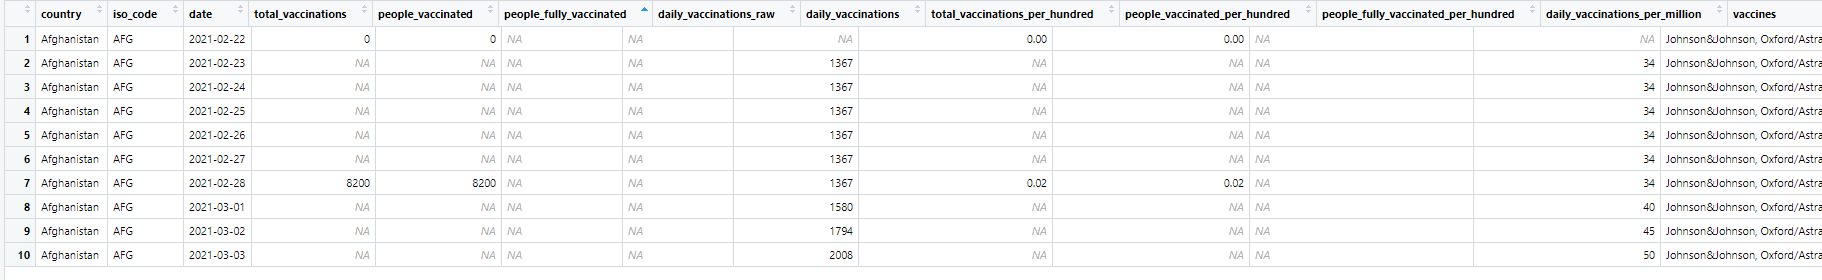 country iso_code date total_vaccinations people_vaccinated people_fully_vaccinated daily_vaccinations_raw daily_vaccinations total_vaccinations_per_hundred people_vaccinated_per_hundred people_fully_vaccinated_per_hundred daily_vaccinations_per_million vaccines
1 Afghanistan AFG 2021-02-22 0 0 NA NA NA 0.00 0.00 NA NA Johnson&Johnson, Oxford/Astra
2 Afghanistan AFG 2021-02-23 NA NA NA NA 1367 NA NA NA 34 Johnson&Johnson, Oxford/Astra
3 Afghanistan AFG 2021-02-24 NA NA NA NA 1367 NA NA NA 34 Johnson&Johnson, Oxford/Astra
4 Afghanistan AFG 2021-02-25 NA NA NA NA 1367 NA NA NA 34 Johnson&Johnson, Oxford/Astra
5 Afghanistan AFG 2021-02-26 NA NA NA NA 1367 NA NA NA 34 Johnson&Johnson, Oxford/Astra
6 Afghanistan AFG 2021-02-27 NA NA NA NA 1367 NA NA NA 34 Johnson&Johnson, Oxford/Astra
7 Afghanistan AFG 2021-02-28 8200 8200 NA NA 1367 0.02 0.02 NA 34 Johnson&Johnson, Oxford/Astra
8 Afghanistan AFG 2021-03-01 NA NA NA NA 1580 NA NA NA 40 Johnson&Johnson, Oxford/Astra
9 Afghanistan AFG 2021-03-02 NA NA NA NA 1794 NA NA NA 45 Johnson&Johnson, Oxford/Astra
10 Afghanistan AFG 2021-03-03 NA NA NA NA 2008 NA NA NA 50 Johnson&Johnson, Oxford/Astra